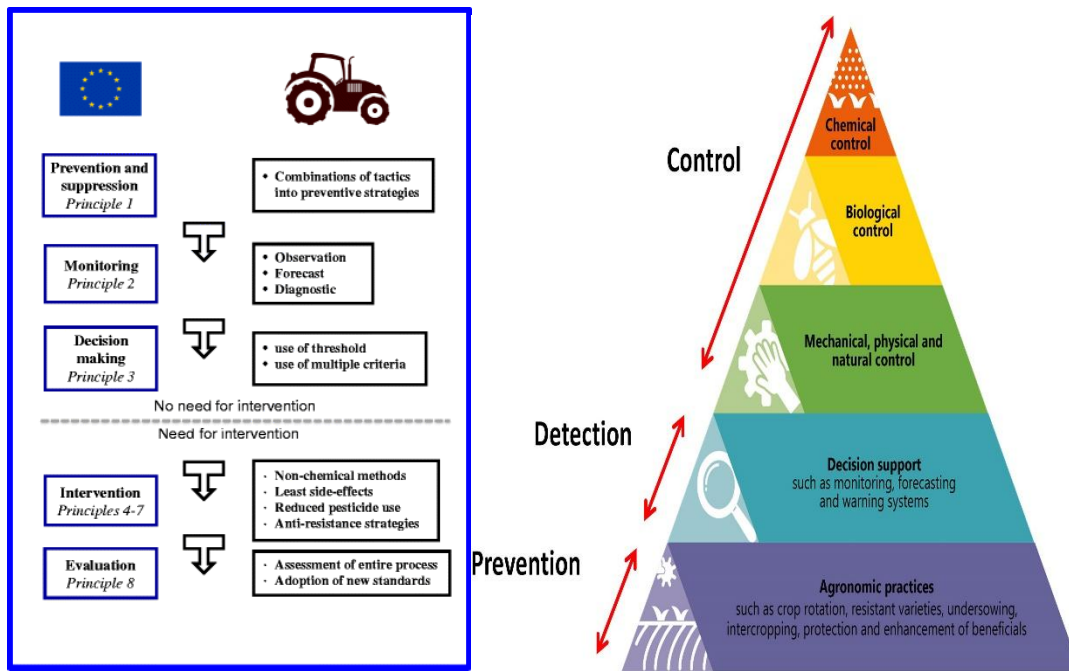 Prevention and
suppression
Principle 1
• Combinations of tactics
into preventive strategies
Monitoring
Principle 2
• Observation
• Forecast
• Diagnostic
Decision
making
Principle 3
• use of threshold
• use of multiple criteria
No need for intervention
Need for intervention
Intervention
Principles 4-7
· Non-chemical methods
· Least side-effects
· Reduced pesticide use
· Anti-resistance strategies
Evaluation
Principle 8
· Assessment of entire process
· Adoption of new standards
Control
Detection
Prevention
Chemical
control
Biological
control
Mechanical, physical and
natural control
Decision support
such as monitoring, forecasting
and warning systems
Agronomic practices
such as crop rotation, resistant varieties, undersowing,
intercropping, protection and enhancement of beneficials